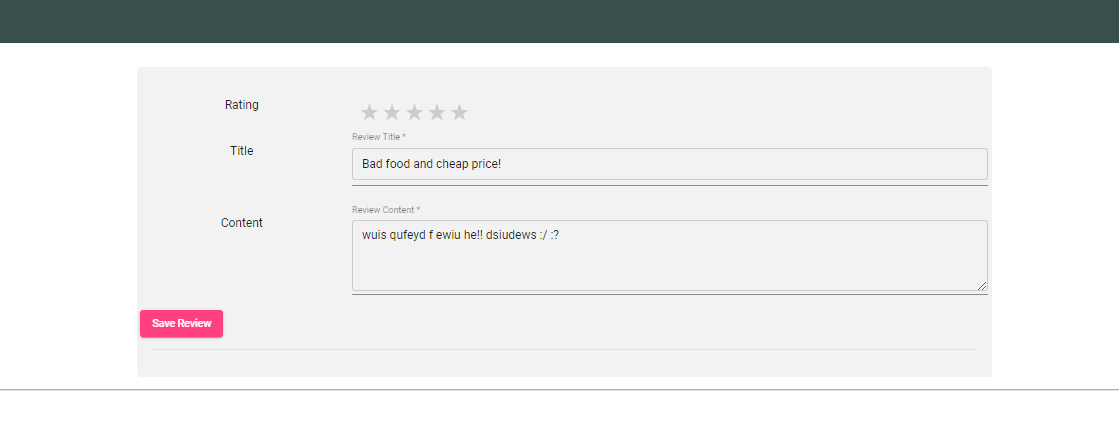 Rating
Review Title *
Title
Bad food and cheap price!
Review Content *
Content
wuis qufeyd f ewiu he!! dsiudews :/ :?
Save Review